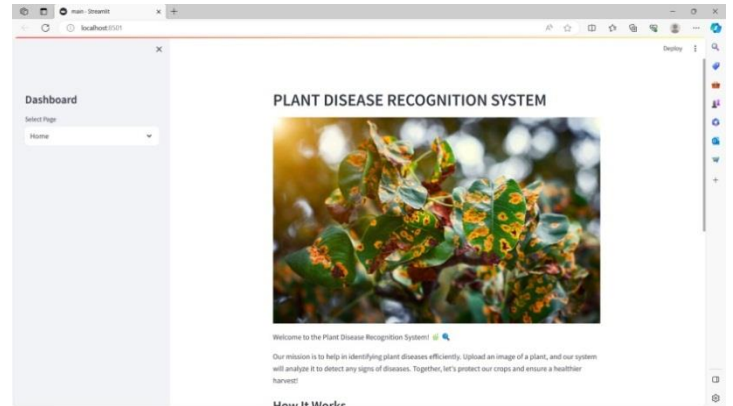 main · Streamlit
localhost:8501
Deploy
Dashboard
Select Page
Home
PLANT DISEASE RECOGNITION SYSTEM
Welcome to the Plant Disease Recognition System!
Our mission is to help in identifying plant diseases efficiently. Upload an image of a plant, and our system
will analyze it to detect any signs of diseases. Together, let's protect our crops and ensure a healthier
harvest!
How It Works